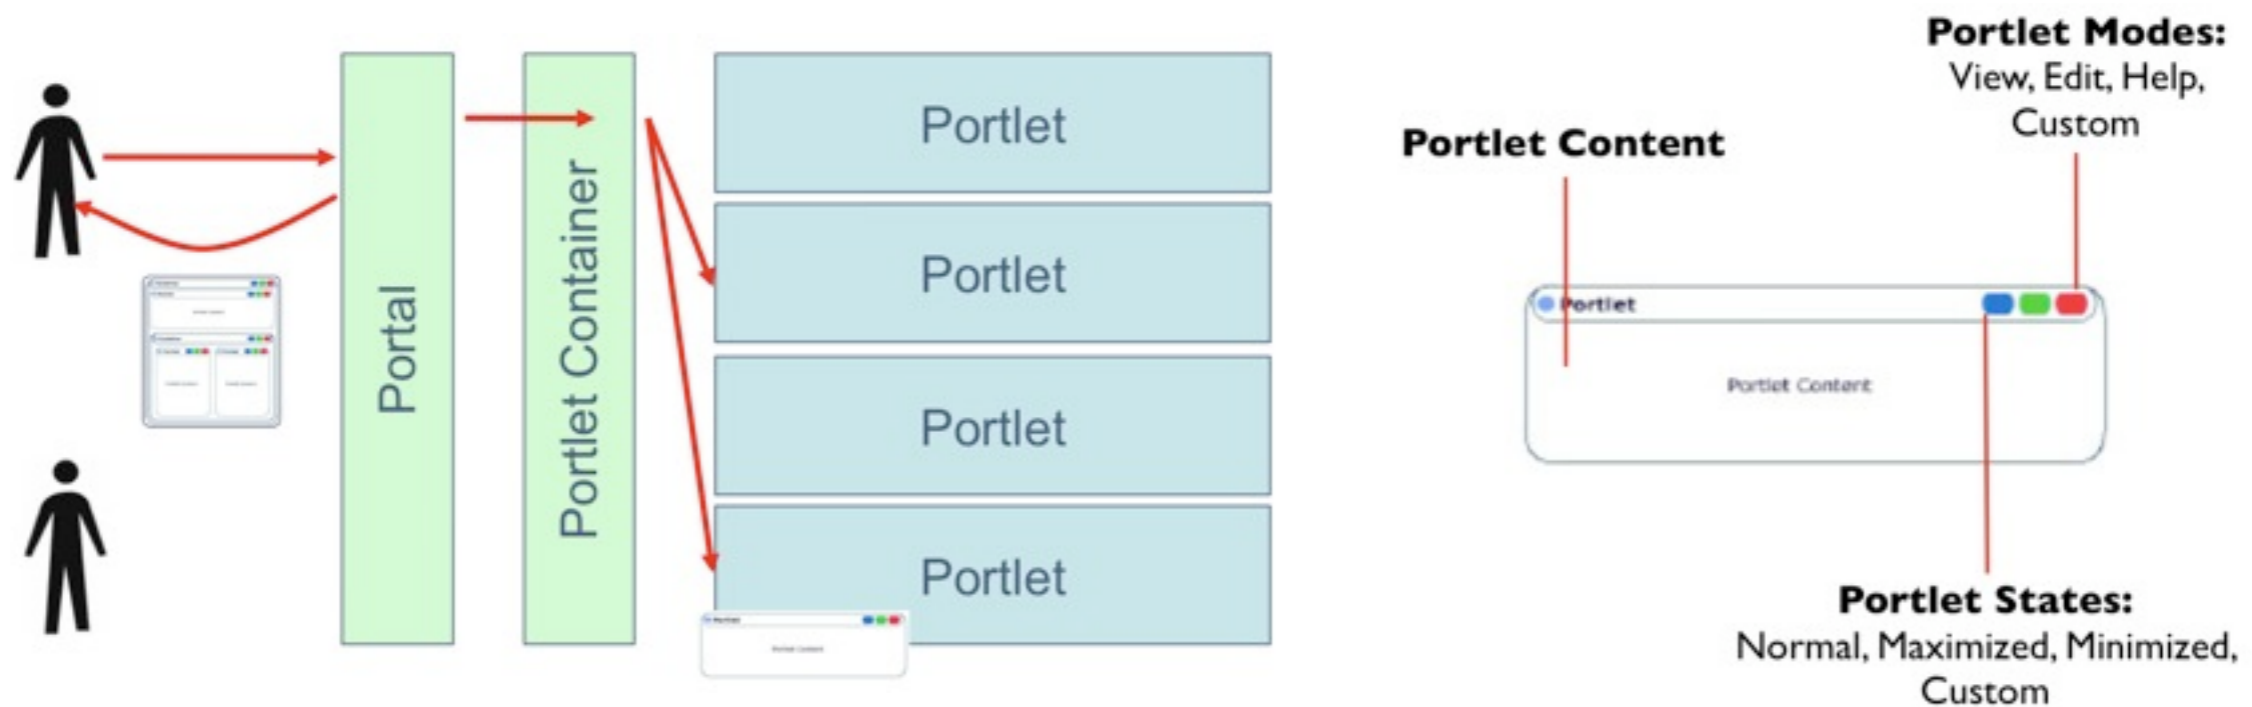 Portal
Portlet Container
Portlet
Portlet
Portlet
Portlet
Portlet Content
Portlet Modes:
View, Edit, Help,
Custom
Portlet
Portlet Content
Portlet States:
Normal, Maximized, Minimized,
Custom